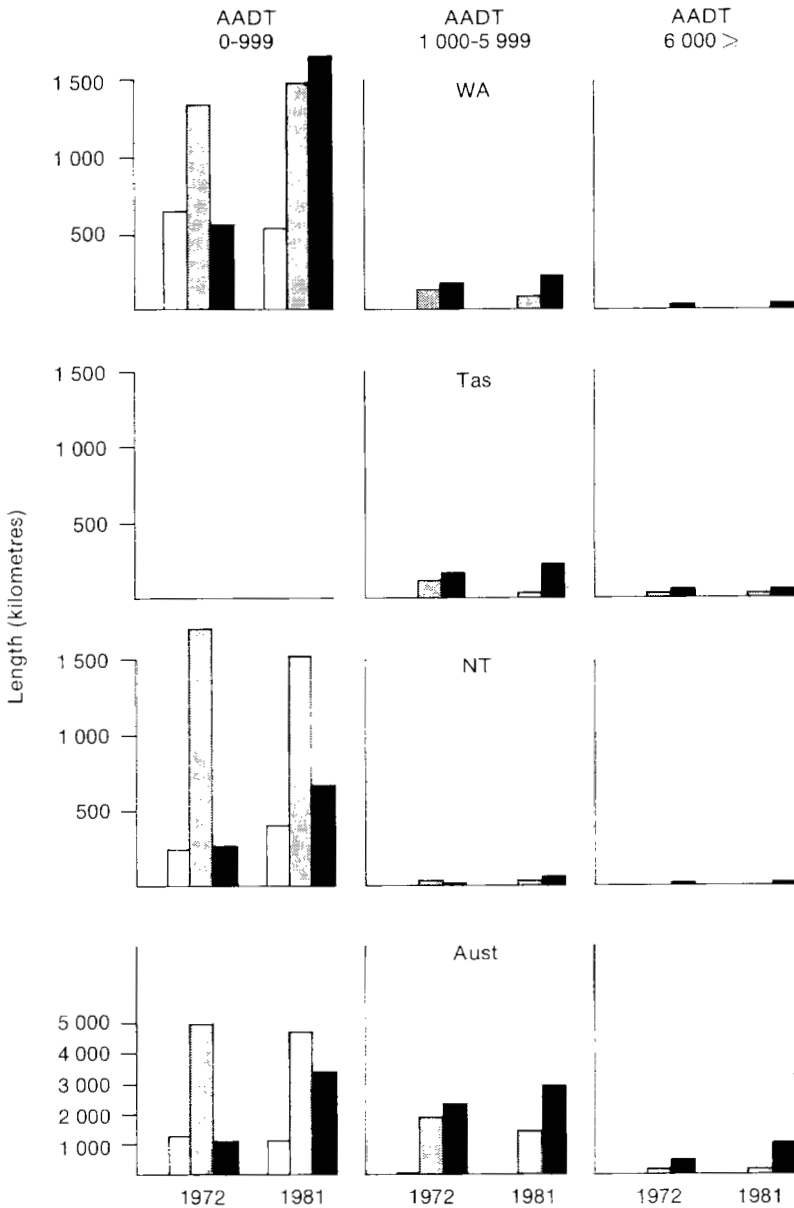 AADT AADT AADT
0-999 1 000-5 999 6 000 >
WA
1 500
1 000
500
Tas
1 500
1 000
500
Length (kilometres)
NT
1 500
1 000
500
Aust
5 000
4 000
3 000
2 000
1 000
1972 1981 1972 1981 1972 1981